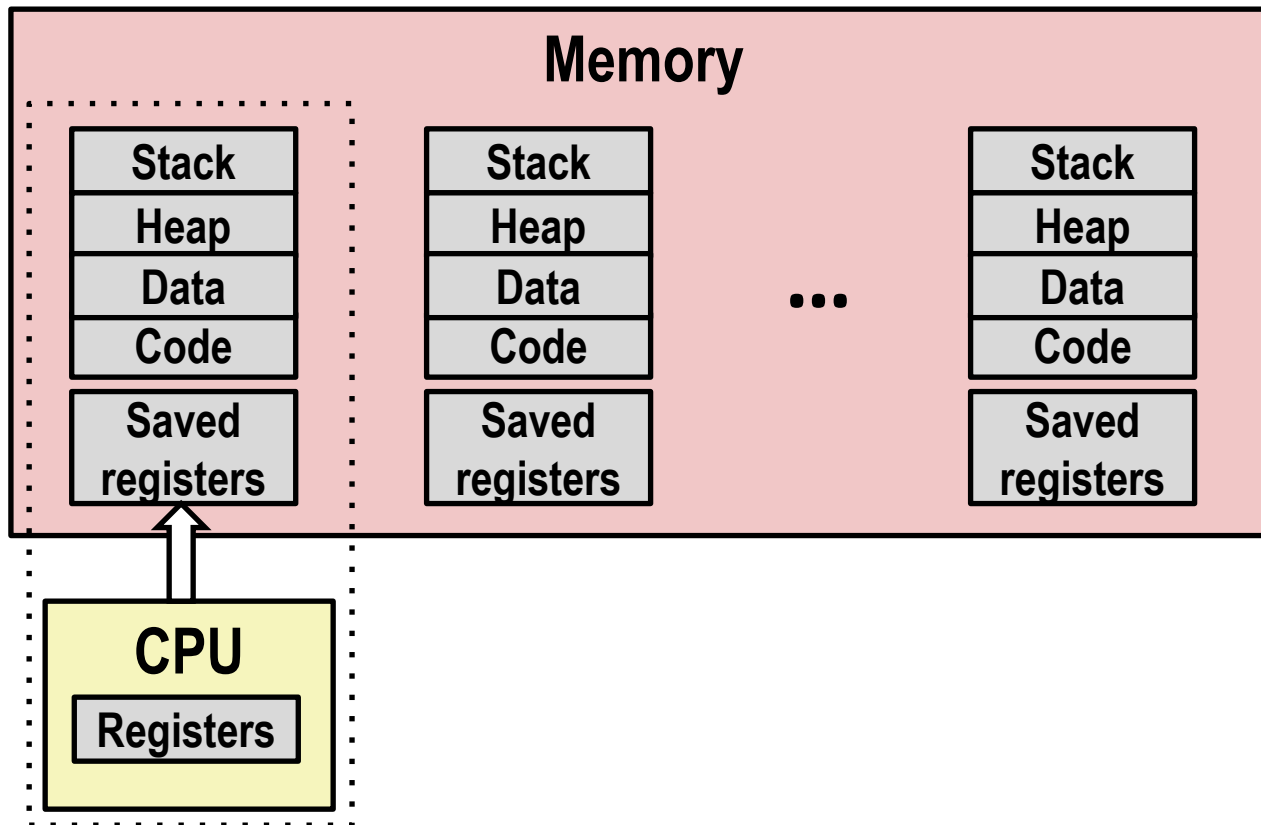 Memory
Stack
Heap
Data
Code
Saved
registers
Stack
Heap
Data
Code
Saved
registers
...
Stack
Heap
Data
Code
Saved
registers
CPU
Registers